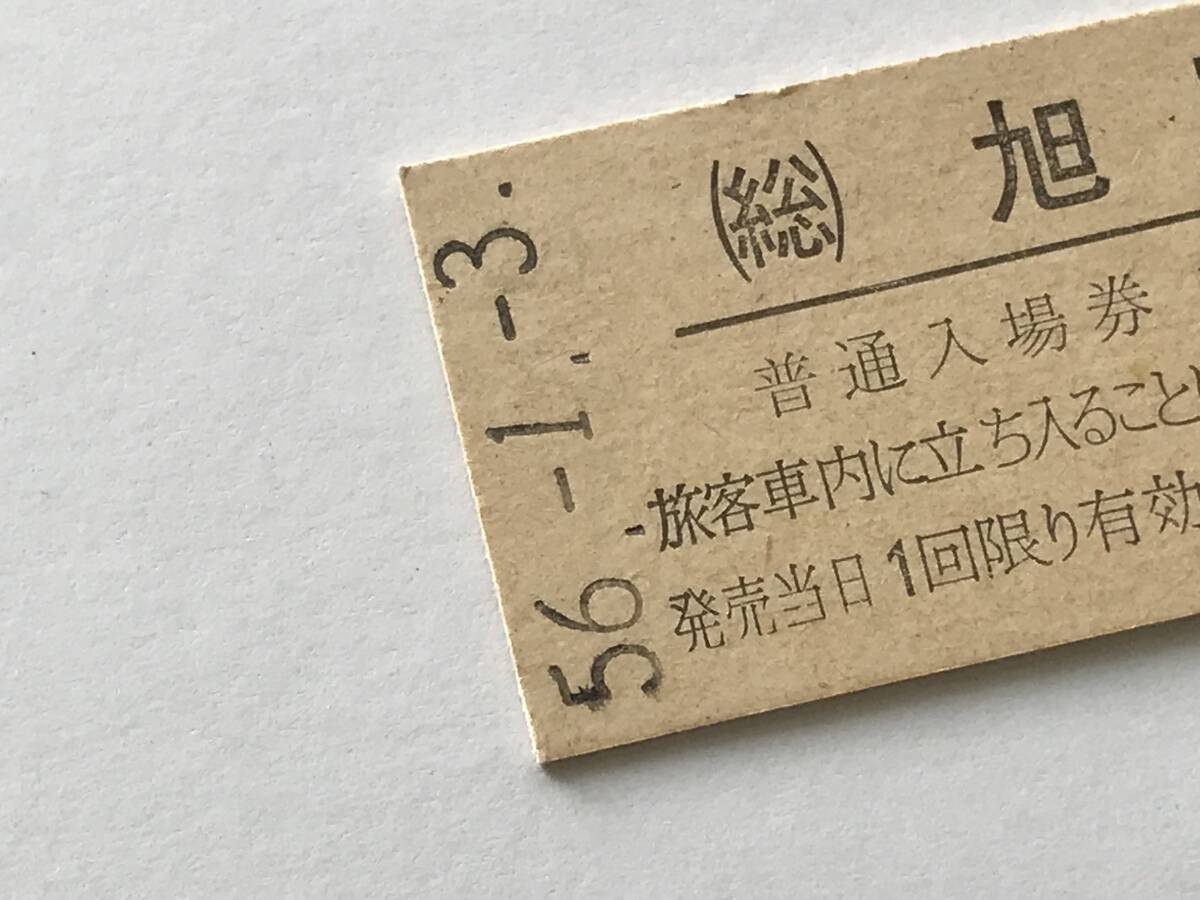 56.-1.-3.
(総) 旭
普通入場券
旅客車内に立ち入ること
発売当日1回限り有効